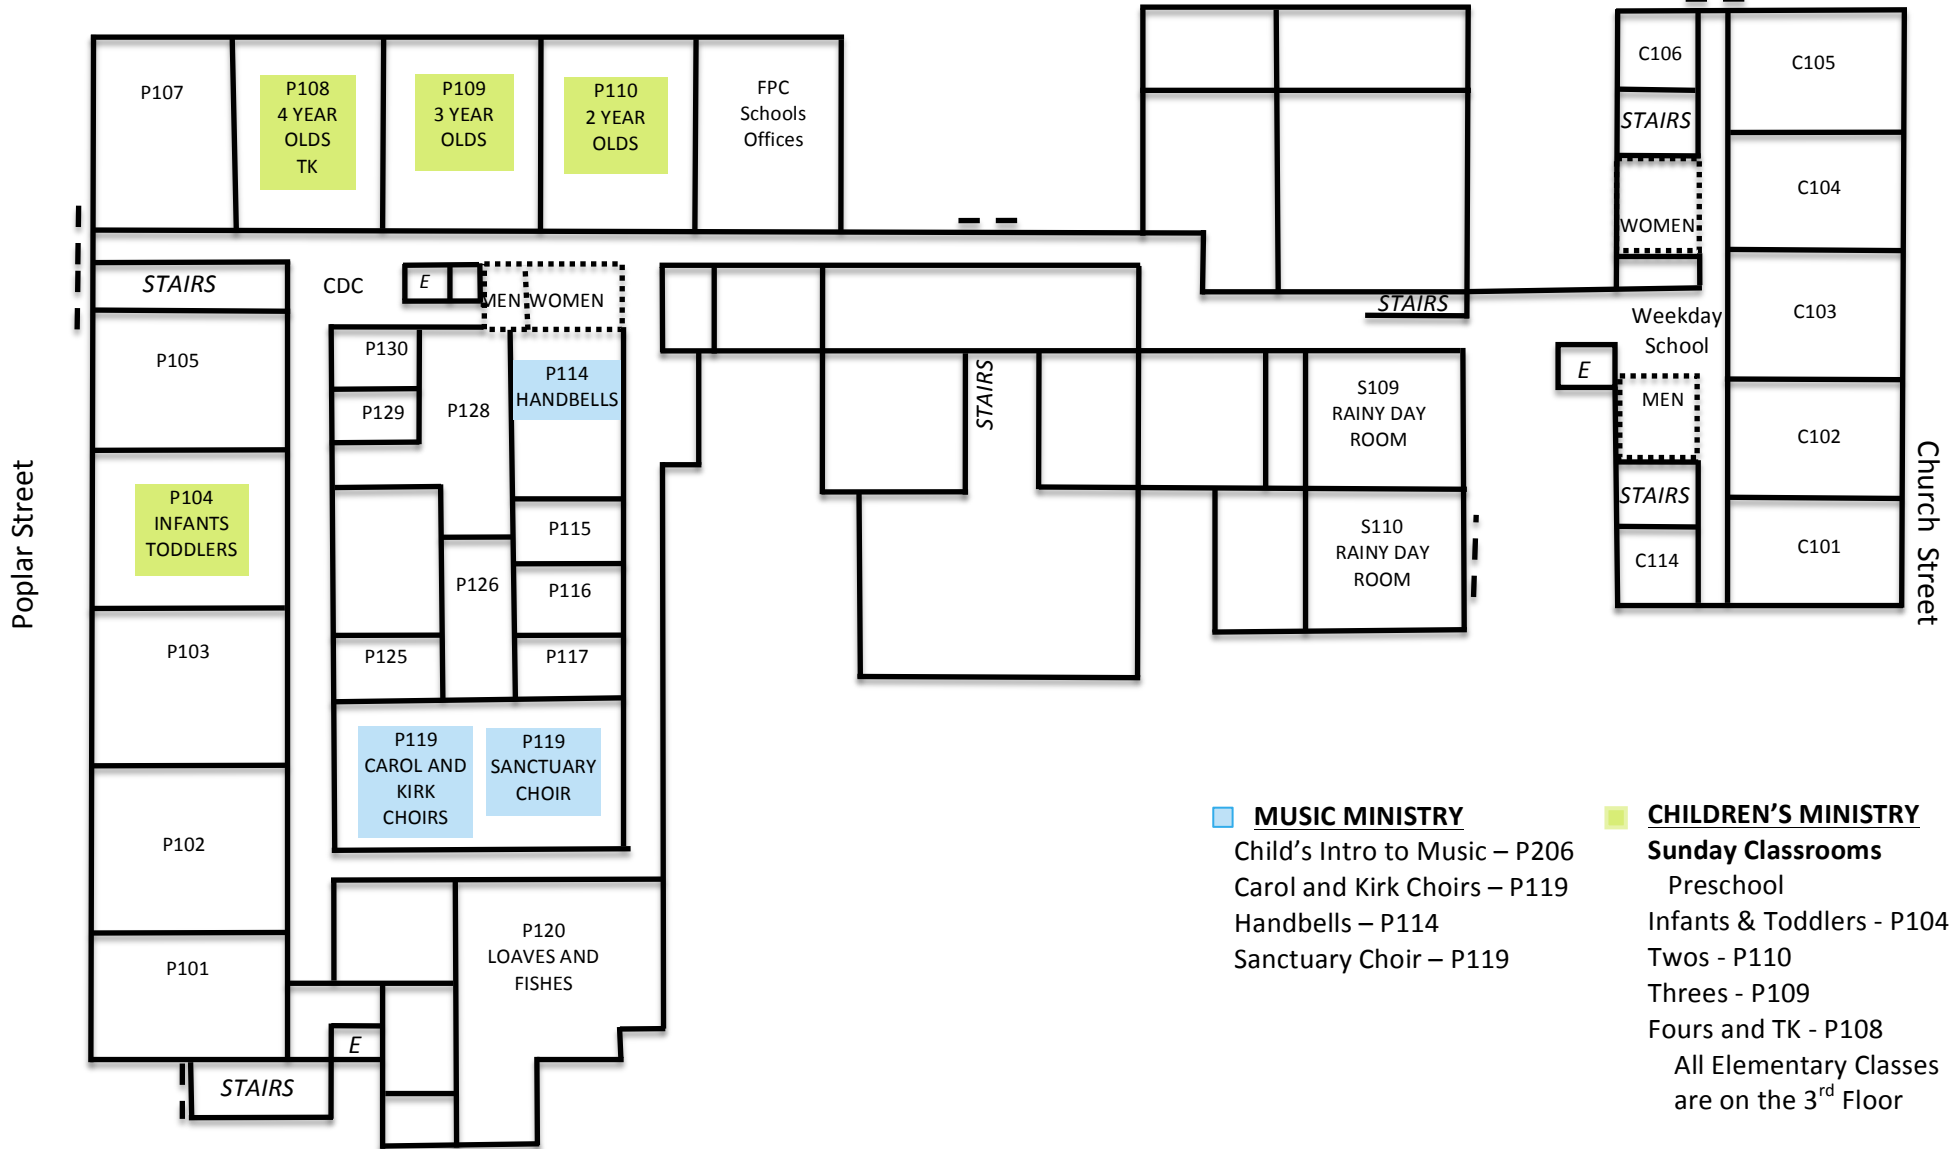 P107
P108
4 YEAR
OLDS
TK
P109
3 YEAR
OLDS
P110
2 YEAR
OLDS
FPC
Schools
Offices
C106
STAIRS
WOMEN
C105
C104
C103
C102
C101
Weekday
School
E
MEN
STAIRS
C114
Church Street
STAIRS
CDC
E
MEN
WOMEN
STAIRS
P105
P130
P129
P128
P114
HANDBELLS
STAIRS
S109
RAINY DAY
ROOM
S110
RAINY DAY
ROOM
Poplar Street
P104
INFANTS
TODDLERS
P115
P116
P126
P103
P125
P117
P119
CAROL AND
KIRK
CHOIRS
P119
SANCTUARY
CHOIR
P102
P101
P120
LOAVES AND
FISHES
E
STAIRS
MUSIC MINISTRY
Child’s Intro to Music – P206
Carol and Kirk Choirs – P119
Handbells – P114
Sanctuary Choir – P119
CHILDREN’S MINISTRY
Sunday Classrooms
Preschool
Infants & Toddlers - P104
Twos - P110
Threes - P109
Fours and TK - P108
All Elementary Classes
are on the 3rd Floor